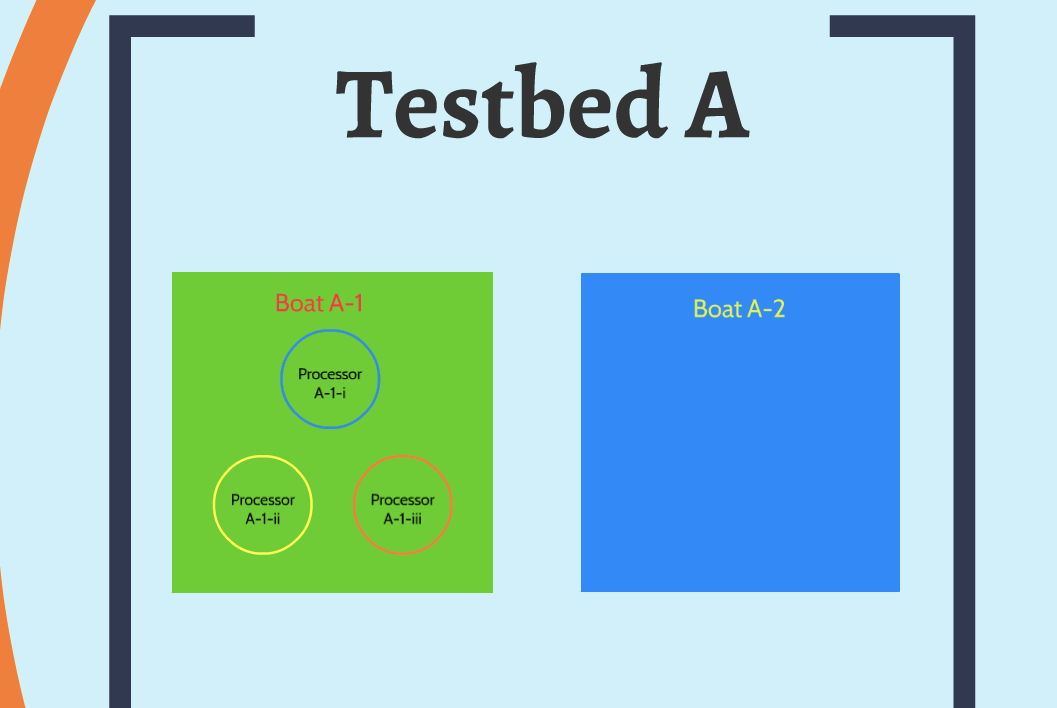 Testbed A
Boat A-1
Processor
A-1-i
Processor
A-1-ii
Processor
A-1-iii
Boat A-2